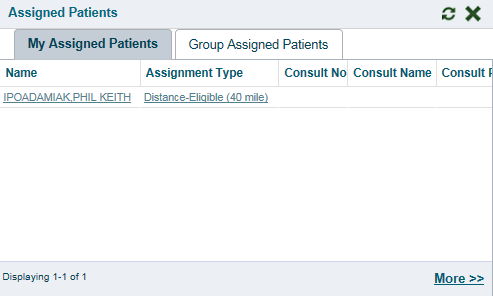 Assigned Patients
My Assigned Patients Group Assigned Patients
Name Assignment Type Consult No Consult Name Consult
IPOADAMIAK,PHIL KEITH Distance-Eligible (40 mile)
Displaying 1-1 of 1 More >>